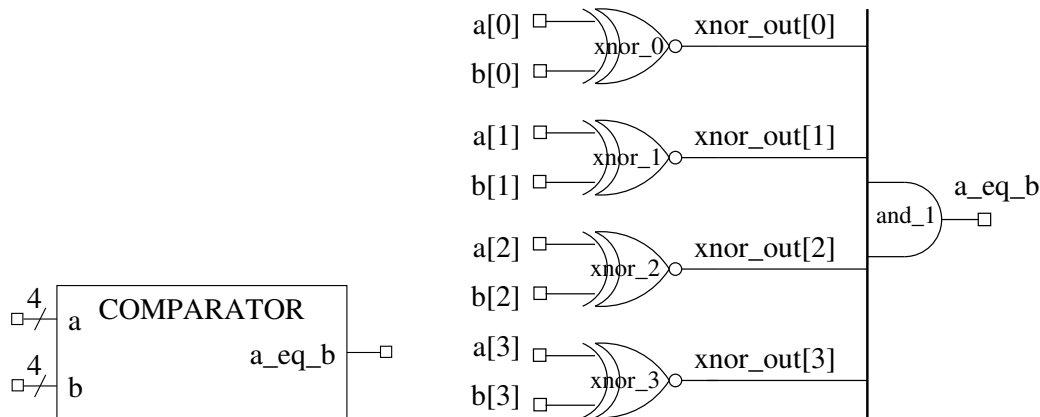 a[0]
xnor_0
xnor_out[0]
b[0]
a[1]
xnor_1
xnor_out[1]
b[1]
and_1
a_eq_b
a[2]
xnor_2
xnor_out[2]
b[2]
a[3]
xnor_3
xnor_out[3]
b[3]
4
a
COMPARATOR
a_eq_b
4
b